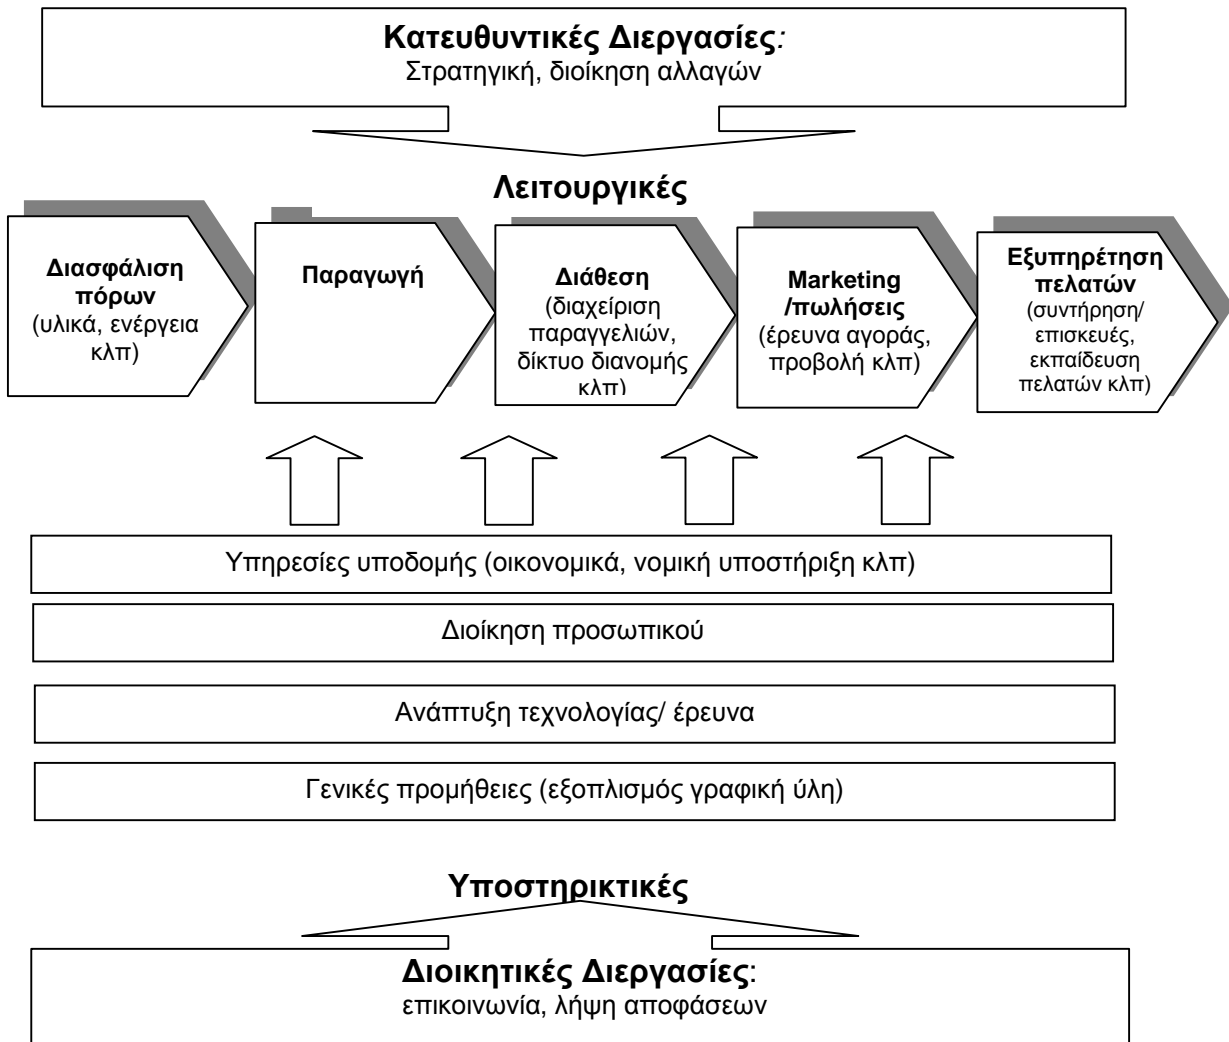 Κατευθυντικές Διεργασίες:
Στρατηγική, διοίκηση αλλαγών
Λειτουργικές
Διασφάλιση
πόρων
(υλικά, ενέργεια
κλπ)
Παραγωγή
Διάθεση
(διαχείριση
παραγγελιών,
δίκτυο διανομής
κλπ)
Marketing
/πωλήσεις
(έρευνα αγοράς,
προβολή κλπ)
Εξυπηρέτηση
πελατών
(συντήρηση/
επισκευές,
εκπαίδευση
πελατών κλπ)
Υπηρεσίες υποδομής (οικονομικά, νομική υποστήριξη κλπ)
Διοίκηση προσωπικού
Ανάπτυξη τεχνολογίας/ έρευνα
Γενικές προμήθειες (εξοπλισμός γραφική ύλη)
Υποστηρικτικές
Διοικητικές Διεργασίες:
επικοινωνία, λήψη αποφάσεων